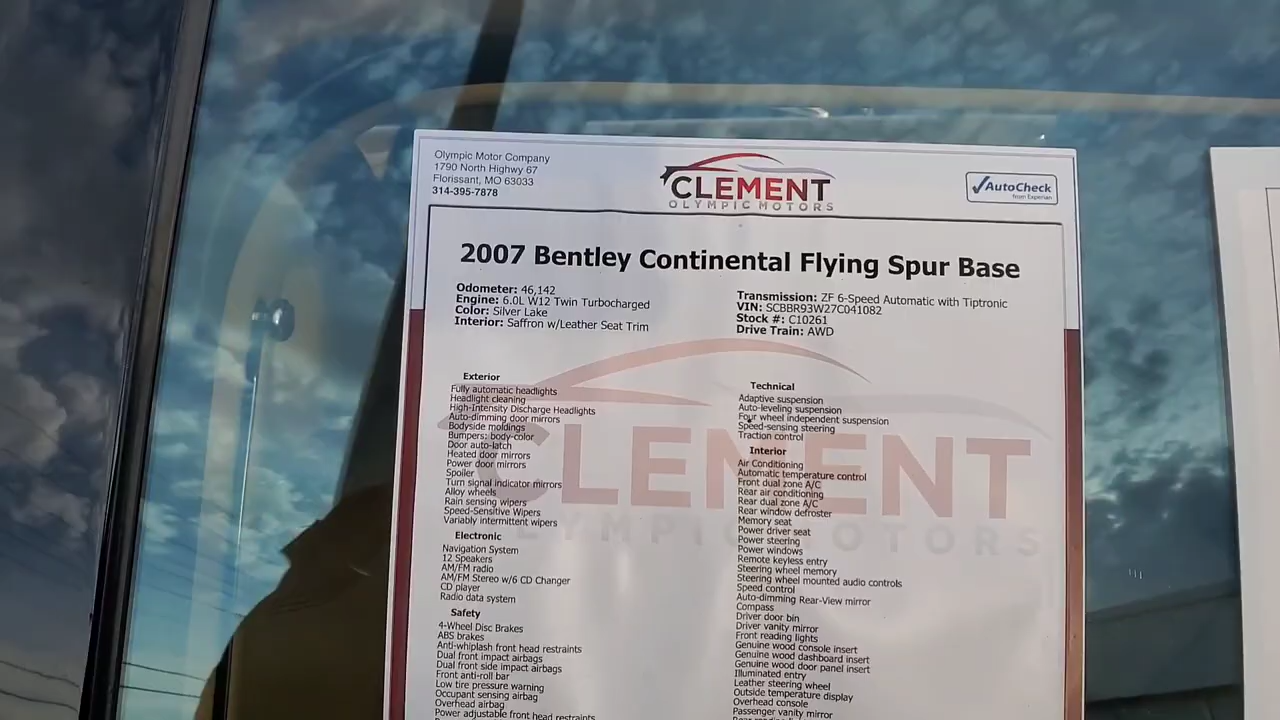 Olympic Motor Company
1790 North Highwy 67
Florissant, MO 63033
314-395-7878
CLEMENT
OLYMPIC MOTORS
AutoCheck
from Experian
2007 Bentley Continental Flying Spur Base
Odometer: 46,142
Engine: 6.0L W12 Twin Turbocharged
Color: Silver Lake
Interior: Saffron w/Leather Seat Trim
Transmission: ZF 6-Speed Automatic with Tiptronic
VIN: SCBBR93W27C041082
Stock #: C10261
Drive Train: AWD
Exterior
Fully automatic headlights
Headlight cleaning
High-Intensity Discharge Headlights
Auto-dimming door mirrors
Bodyside moldings
Bumpers: body-color
Door auto-latch
Heated door mirrors
Power door mirrors
Spoiler
Turn signal indicator mirrors
Alloy wheels
Rain sensing wipers
Speed-Sensitive Wipers
Variably intermittent wipers
Electronic
Navigation System
12 Speakers
AM/FM radio
AM/FM Stereo w/6 CD Changer
CD player
Radio data system
Safety
4-Wheel Disc Brakes
ABS brakes
Anti-whiplash front head restraints
Dual front impact airbags
Dual front side impact airbags
Front anti-roll bar
Low tire pressure warning
Occupant sensing airbag
Overhead airbag
Power adjustable front head restraints
Technical
Adaptive suspension
Auto-leveling suspension
Four wheel independent suspension
Speed-sensing steering
Traction control
Interior
Air Conditioning
Automatic temperature control
Front dual zone A/C
Rear air conditioning
Rear dual zone A/C
Rear window defroster
Memory seat
Power driver seat
Power steering
Power windows
Remote keyless entry
Steering wheel memory
Steering wheel mounted audio controls
Speed control
Auto-dimming Rear-View mirror
Compass
Driver door bin
Driver vanity mirror
Front reading lights
Genuine wood console insert
Genuine wood dashboard insert
Genuine wood door panel insert
Illuminated entry
Leather steering wheel
Outside temperature display
Overhead console
Passenger vanity mirror
CLEMENT
OLYMPIC MOTORS